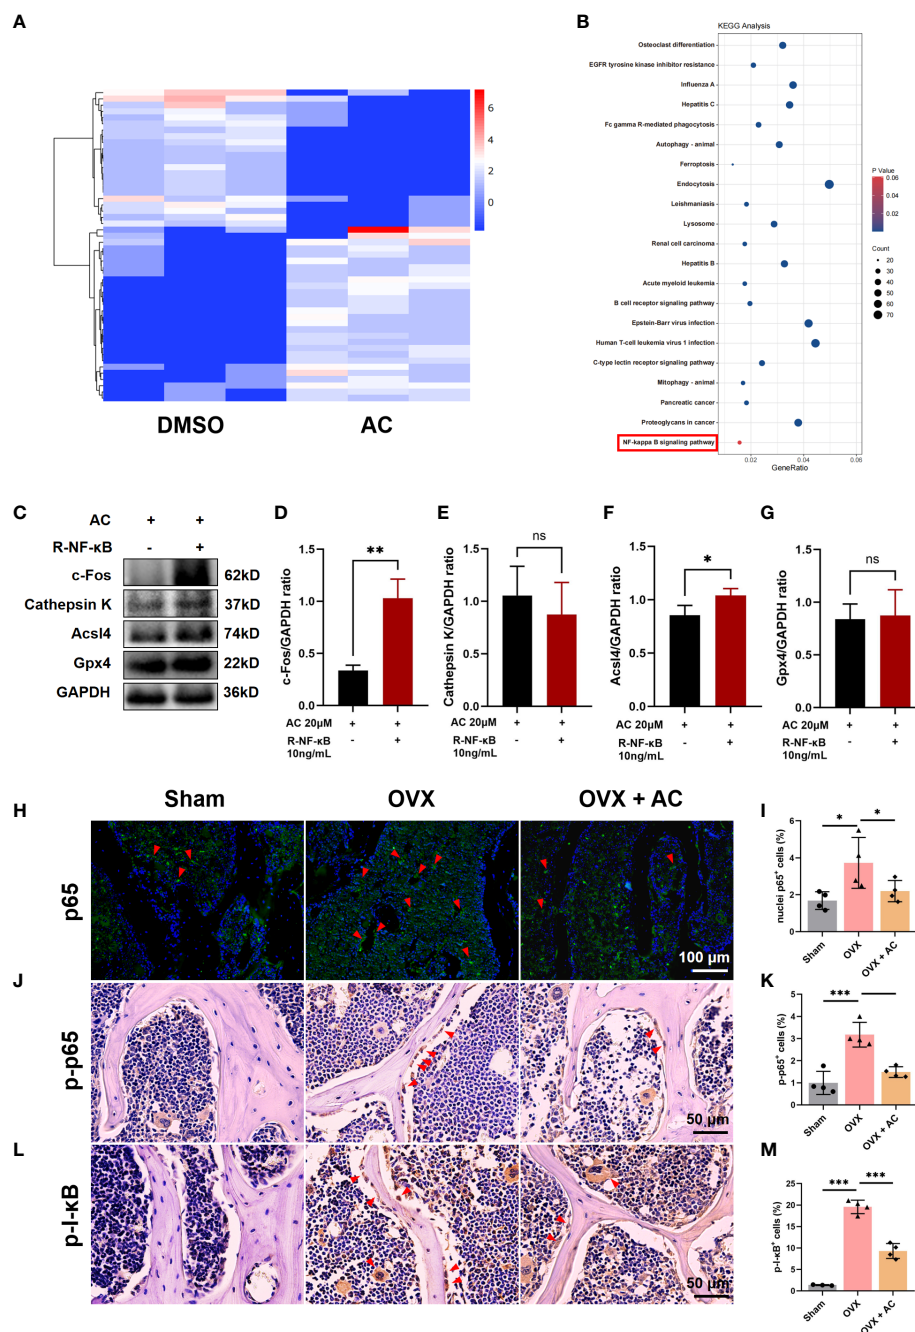 A
6
4
2
0
DMSO AC
B
KEGG Analysis
Osteoclast differentiation
EGFR tyrosine kinase inhibitor resistance
Influenza A
Hepatitis C
Fc gamma R-mediated phagocytosis
Autophagy - animal
Ferroptosis
Endocytosis
Leishmaniasis
Lysosome
Renal cell carcinoma
Hepatitis B
Acute myeloid leukemia
B cell receptor signaling pathway
Epstein-Barr virus infection
Human T-cell leukemia virus 1 infection
C-type lectin receptor signaling pathway
Mitophagy - animal
Pancreatic cancer
Proteoglycans in cancer
NF-kappa B signaling pathway
0.02 0.04 0.06
GeneRatio
P Value
0.06
0.04
0.02
0.00
Count
20
30
40
50
60
70
C
AC + +
R-NF-κB - +
c-Fos 62kD
Cathepsin K 37kD
Acsl4 74kD
Gpx4 22kD
GAPDH 36kD
D
c-Fos/GAPDH ratio
1.5
1.0
0.5
0.0
**
AC 20μM + +
R-NF-κB - +
10ng/mL
E
Cathepsin K/GAPDH ratio
1.5
1.0
0.5
0.0
ns
AC 20μM + +
R-NF-κB - +
10ng/mL
F
Acsl4/GAPDH ratio
1.5
1.0
0.5
0.0
*
AC 20μM + +
R-NF-κB - +
10ng/mL
G
Gpx4/GAPDH ratio
1.5
1.0
0.5
0.0
ns
AC 20μM + +
R-NF-κB - +
10ng/mL
H
Sham OVX OVX + AC
p65
100 μm
I
nuclei p65+ cells (%)
6
4
2
0
* *
Sham OVX OVX + AC
J
p-p65
50 μm
K
p-p65+ cells (%)
5
4
3
2
1
0
***
Sham OVX OVX + AC
L
p-I-κB
50 μm
M
p-I-κB+ cells (%)
25
20
15
10
5
0
*** ***
Sham OVX OVX + AC